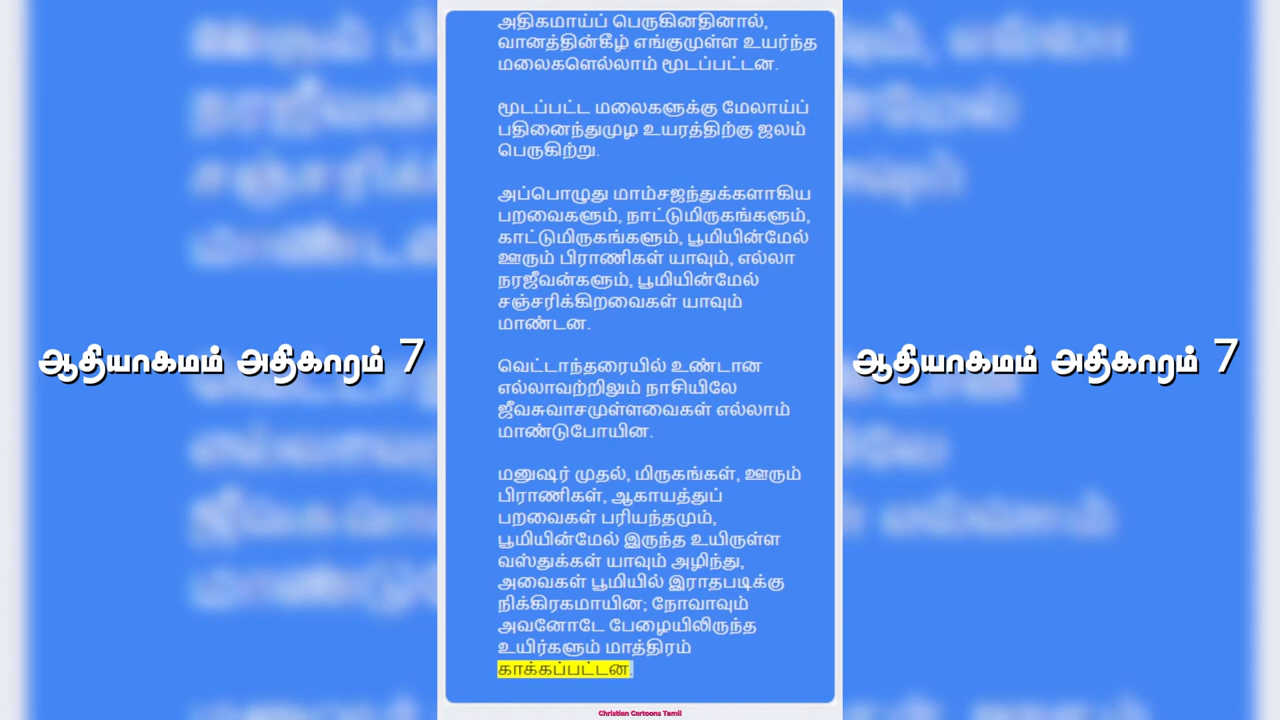 அதிகமாய்ப் பெருகினதினால்,
வானத்தின்கீழ் எங்குமுள்ள உயர்ந்த
மலைகளெல்லாம் மூடப்பட்டன.
மூடப்பட்ட மலைகளுக்கு மேலாய்ப்
பதினைந்துமுழ உயரத்திற்கு ஜலம்
பெருகிற்று.
அப்பொழுது மாம்சஜந்துக்களாகிய
பறவைகளும், நாட்டுமிருகங்களும்,
காட்டுமிருகங்களும், பூமியின்மேல்
ஊரும் பிராணிகள் யாவும், எல்லா
நரஜீவன்களும், பூமியின்மேல்
சஞ்சரிக்கிறவைகள் யாவும்
மாண்டன.
வெட்டாந்தரையில் உண்டான
எல்லாவற்றிலும் நாசியிலே
ஜீவசுவாசமுள்ளவைகள் எல்லாம்
மாண்டுபோயின.
மனுஷர் முதல், மிருகங்கள், ஊரும்
பிராணிகள், ஆகாயத்துப்
பறவைகள் பரியந்தமும்,
பூமியின்மேல் இருந்த உயிருள்ள
வஸ்துக்கள் யாவும் அழிந்து,
அவைகள் பூமியில் இராதபடிக்கு
நிக்கிரகமாயின; நோவாவும்
அவனோடே பேழையிலிருந்த
உயிர்களும் மாத்திரம்
காக்கப்பட்டன.
ஆதியாகமம் அதிகாரம் 7
ஆதியாகமம் அதிகாரம் 7
Christian Cartoons Tamil